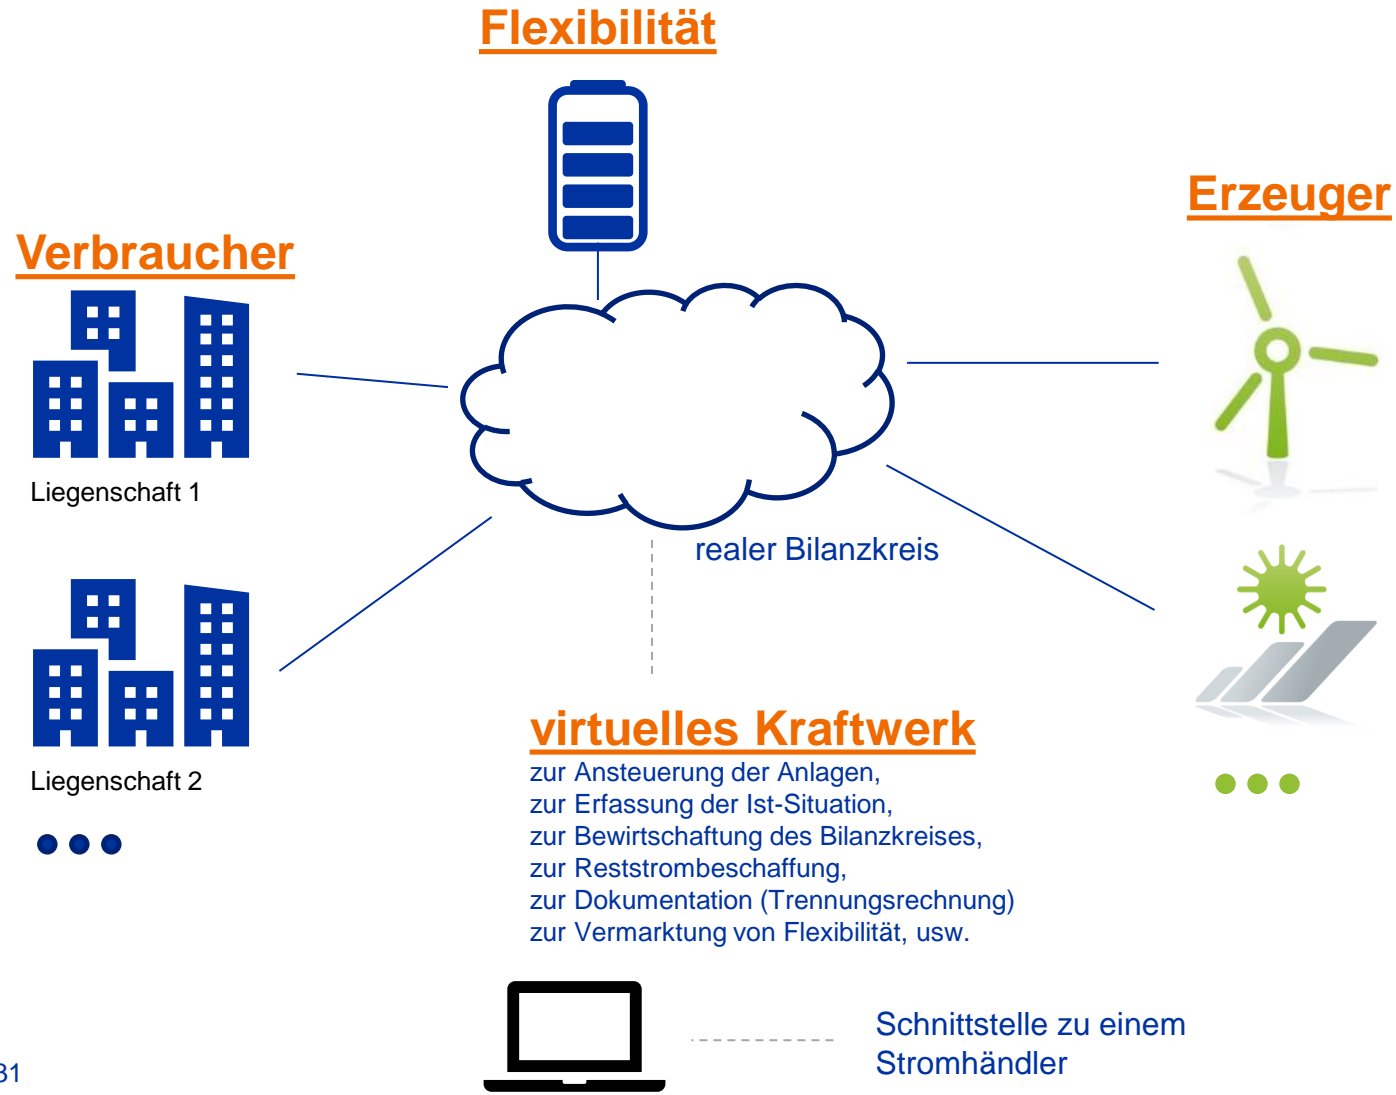 Flexibilität
Erzeuger
Verbraucher
Liegenschaft 1
realer Bilanzkreis
Liegenschaft 2
virtuelles Kraftwerk
zur Ansteuerung der Anlagen,
zur Erfassung der Ist-Situation,
zur Bewirtschaftung des Bilanzkreises,
zur Reststrombeschaffung,
zur Dokumentation (Trennungsrechnung)
zur Vermarktung von Flexibilität, usw.
Schnittstelle zu einem
Stromhändler